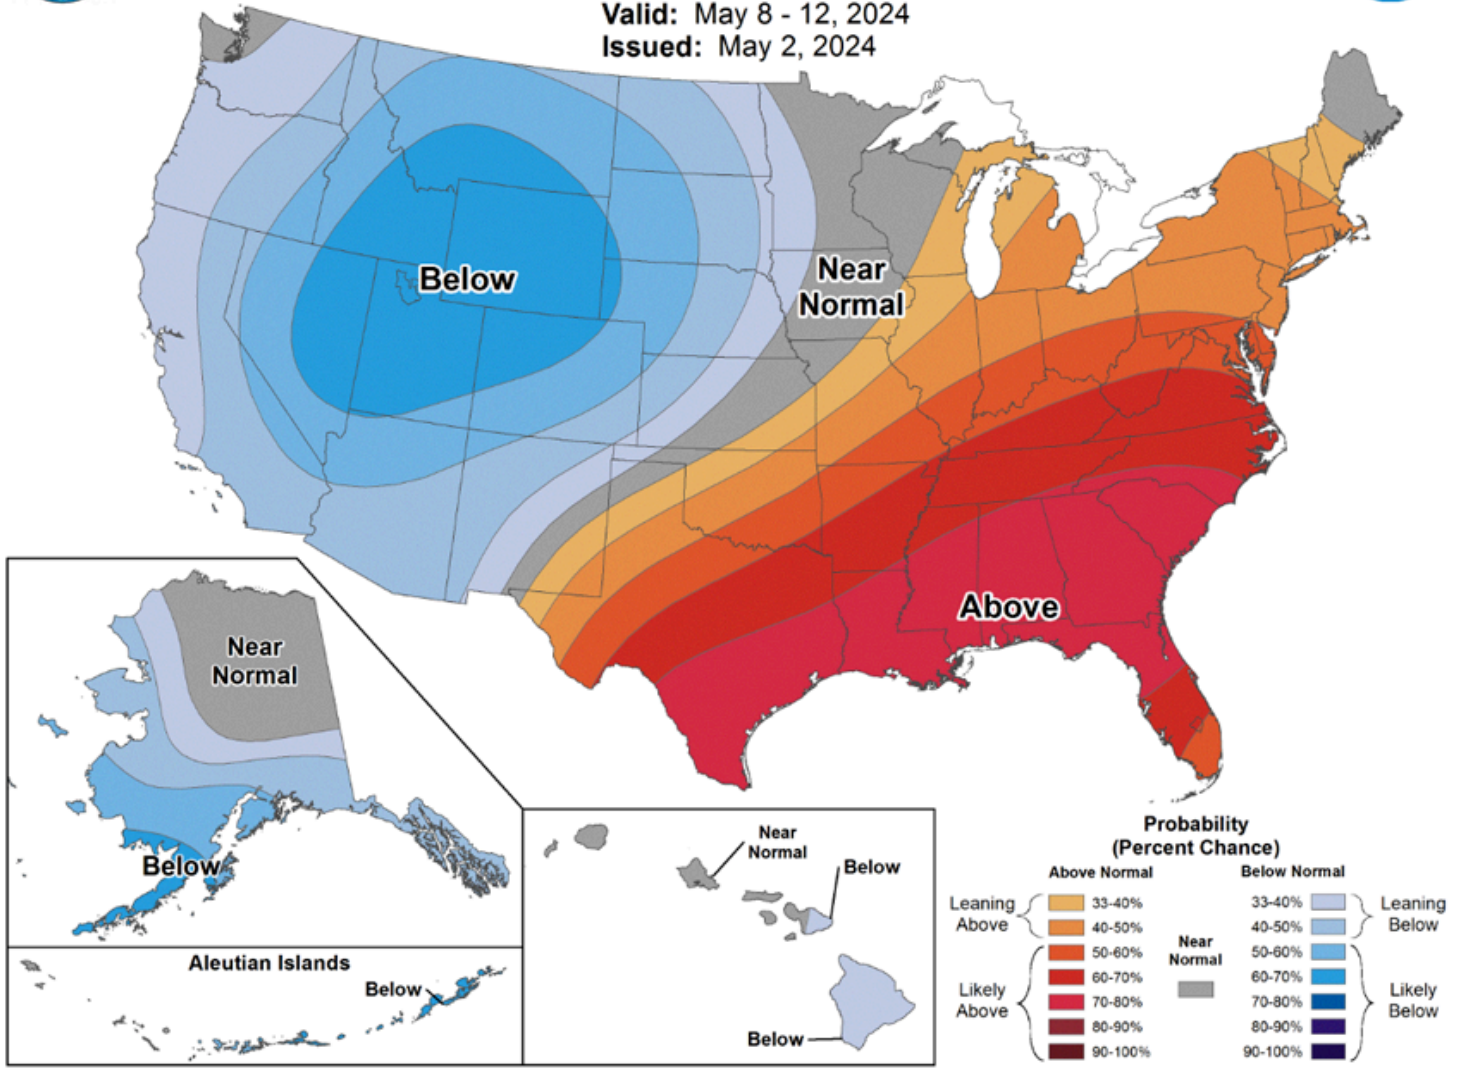 Valid: May 8 - 12, 2024
Issued: May 2, 2024
Below
Near
Normal
Above
Near
Normal
Below
Aleutian Islands
Below
Near
Normal
Below
Below
Probability
(Percent Chance)
Above Normal
Below Normal
Leaning
Above
33-40%
40-50%
33-40%
40-50%
Leaning
Below
Near
Normal
Likely
Above
50-60%
60-70%
70-80%
80-90%
90-100%
50-60%
60-70%
70-80%
80-90%
90-100%
Likely
Below